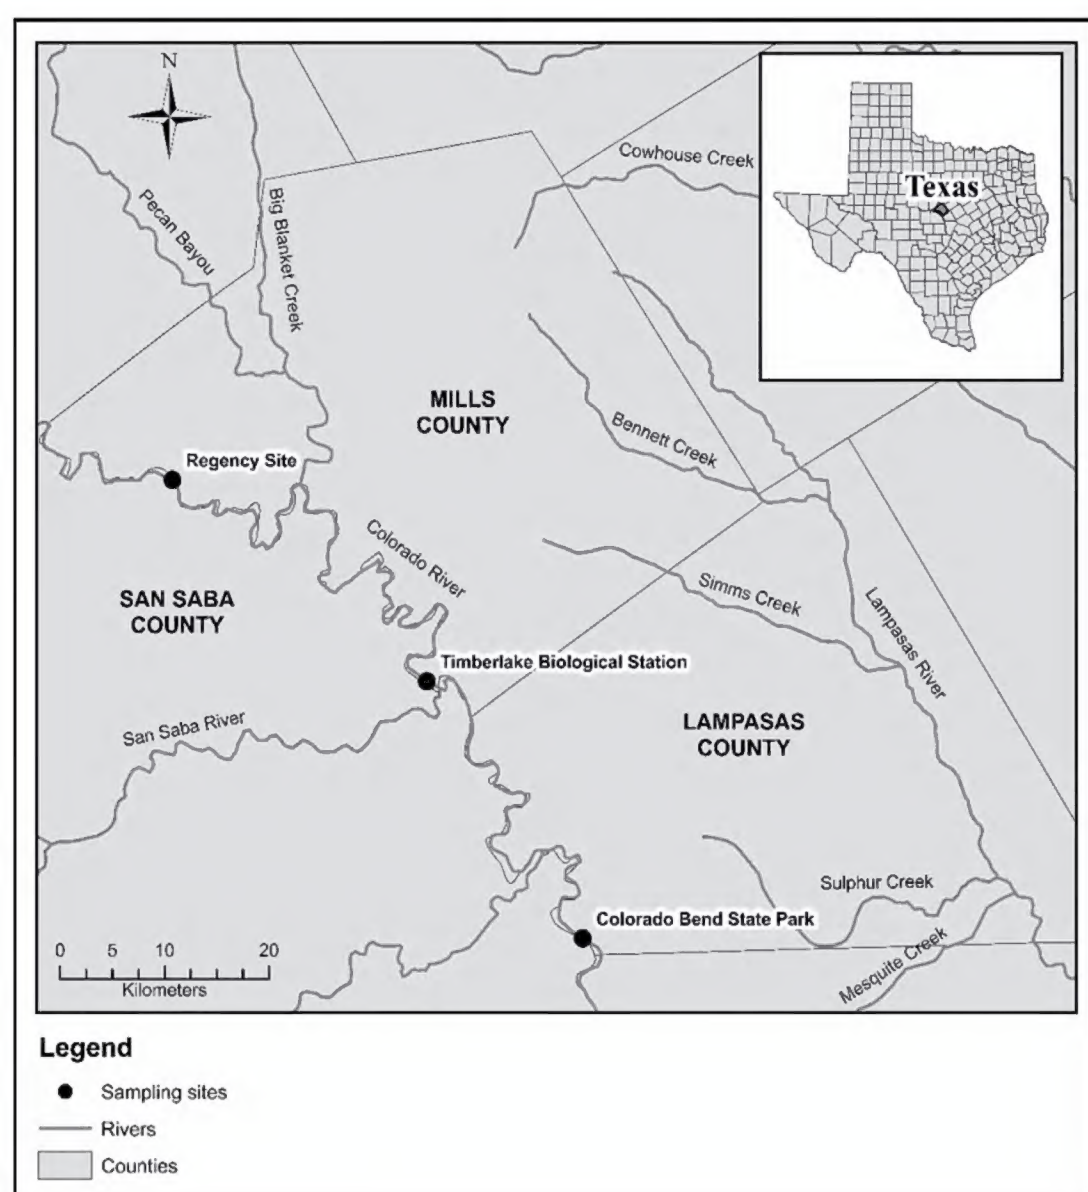 N
Cowhouse Creek
Texas
Pecan Bayou
Big Blanket Creek
MILLS
COUNTY
Bennett Creek
Regency Site
Colorado River
SAN SABA
COUNTY
Simms Creek
Lampasas River
Timberlake Biological Station
San Saba River
LAMPASAS
COUNTY
Sulphur Creek
Colorado Bend State Park
Mesquite Creek
0 5 10 20
Kilometers
Legend
Sampling sites
Rivers
Counties